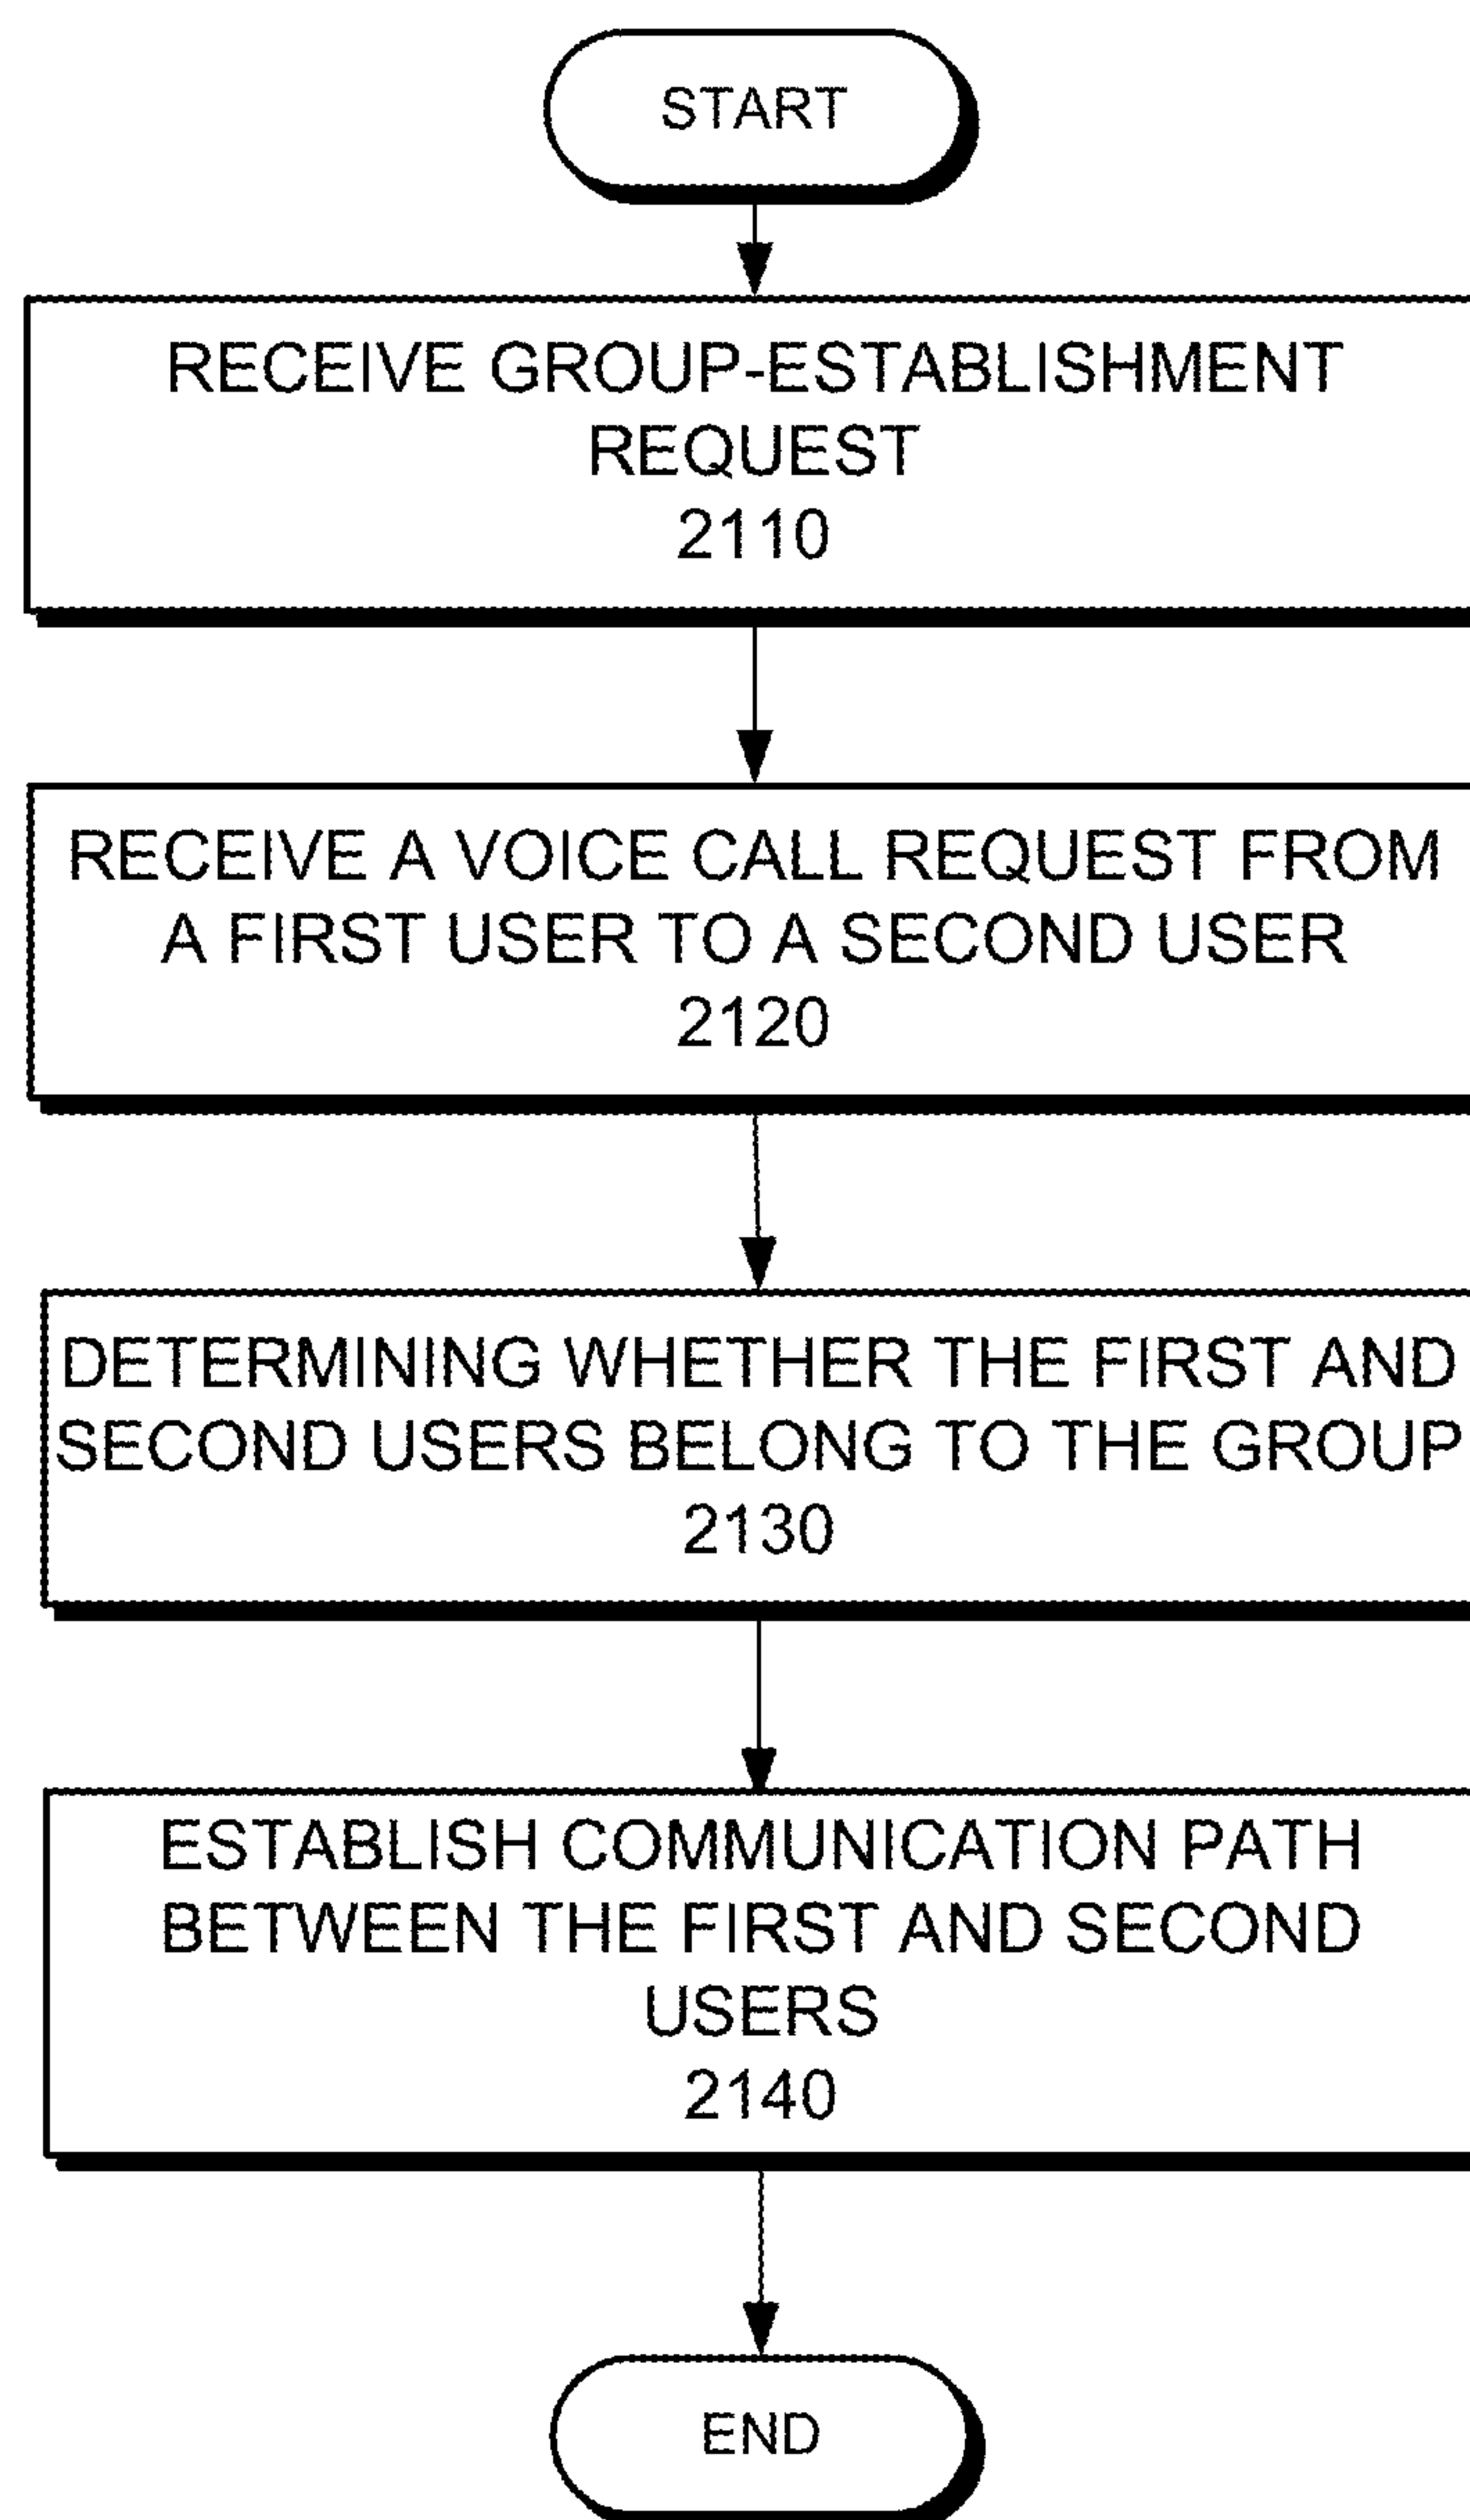 START
RECEIVE GROUP-ESTABLISHMENT
REQUEST
2110
RECEIVE A VOICE CALL REQUEST FROM
A FIRST USER TO A SECOND USER
2120
DETERMINING WHETHER THE FIRST AND
SECOND USERS BELONG TO THE GROUP
2130
ESTABLISH COMMUNICATION PATH
BETWEEN THE FIRST AND SECOND
USERS
2140
END